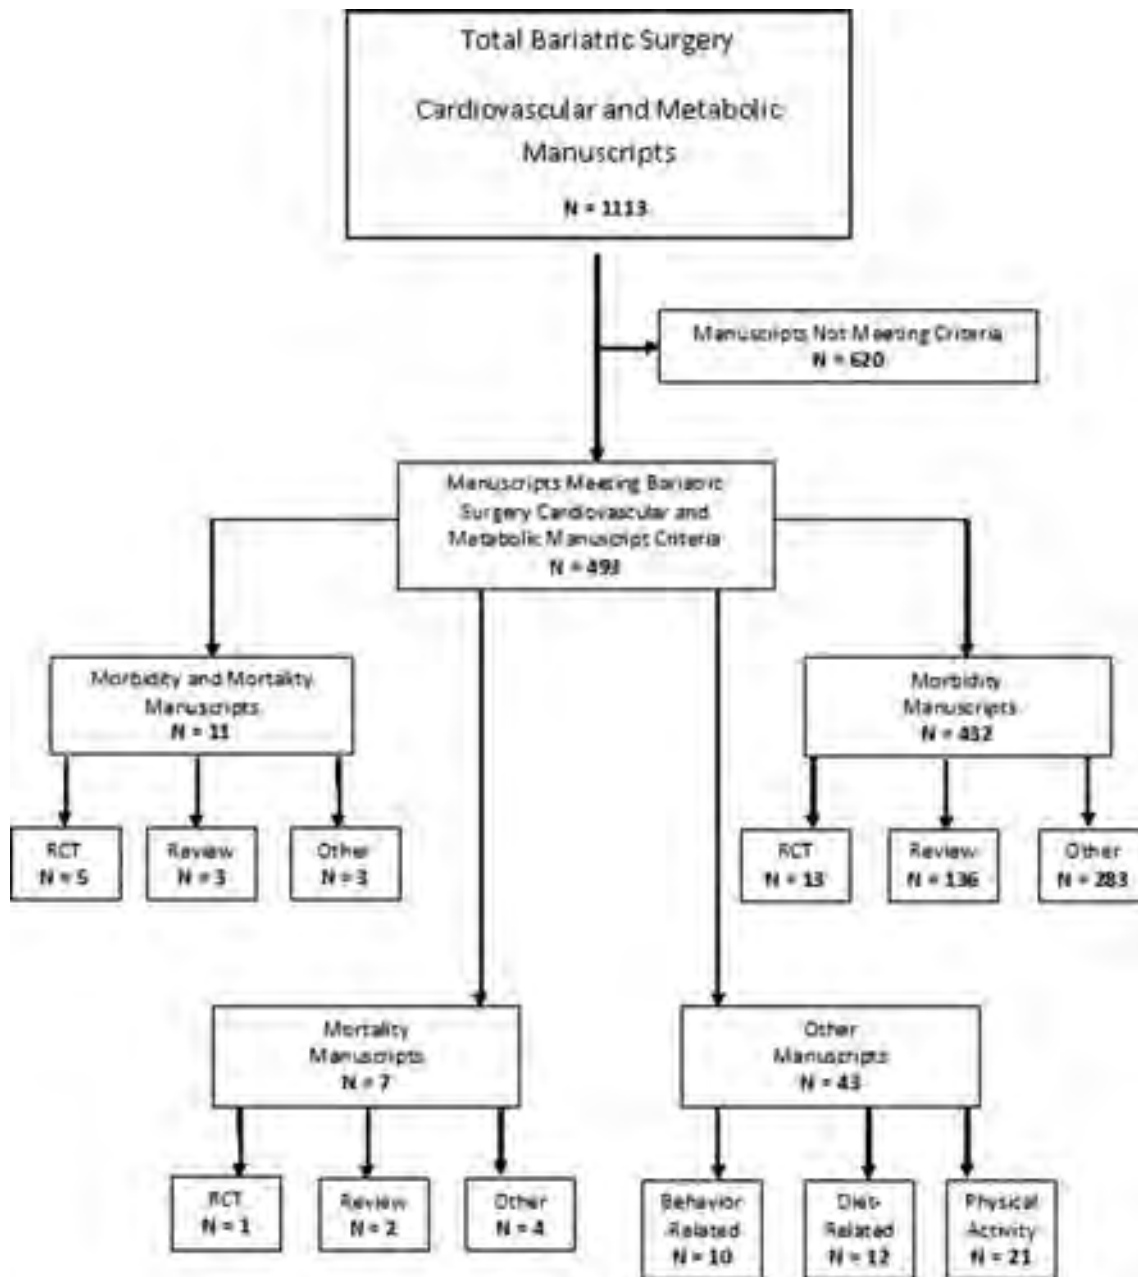 Total Bariatric Surgery
Cardiovascular and Metabolic
Manuscripts
N = 1113
Manuscripts Not Meeting Criteria
N = 620
Manuscripts Meeting Bariatric
Surgery Cardiovascular and
Metabolic Manuscript Criteria
N = 493
Morbidity and Mortality
Manuscripts
N = 11
Morbidity
Manuscripts
N = 432
RCT
N = 5
Review
N = 3
Other
N = 3
RCT
N = 13
Review
N = 136
Other
N = 283
Mortality
Manuscripts
N = 7
Other
Manuscripts
N = 43
RCT
N = 1
Review
N = 2
Other
N = 4
Behavior-
Related
N = 10
Diet-
Related
N = 12
Physical
Activity
N = 21